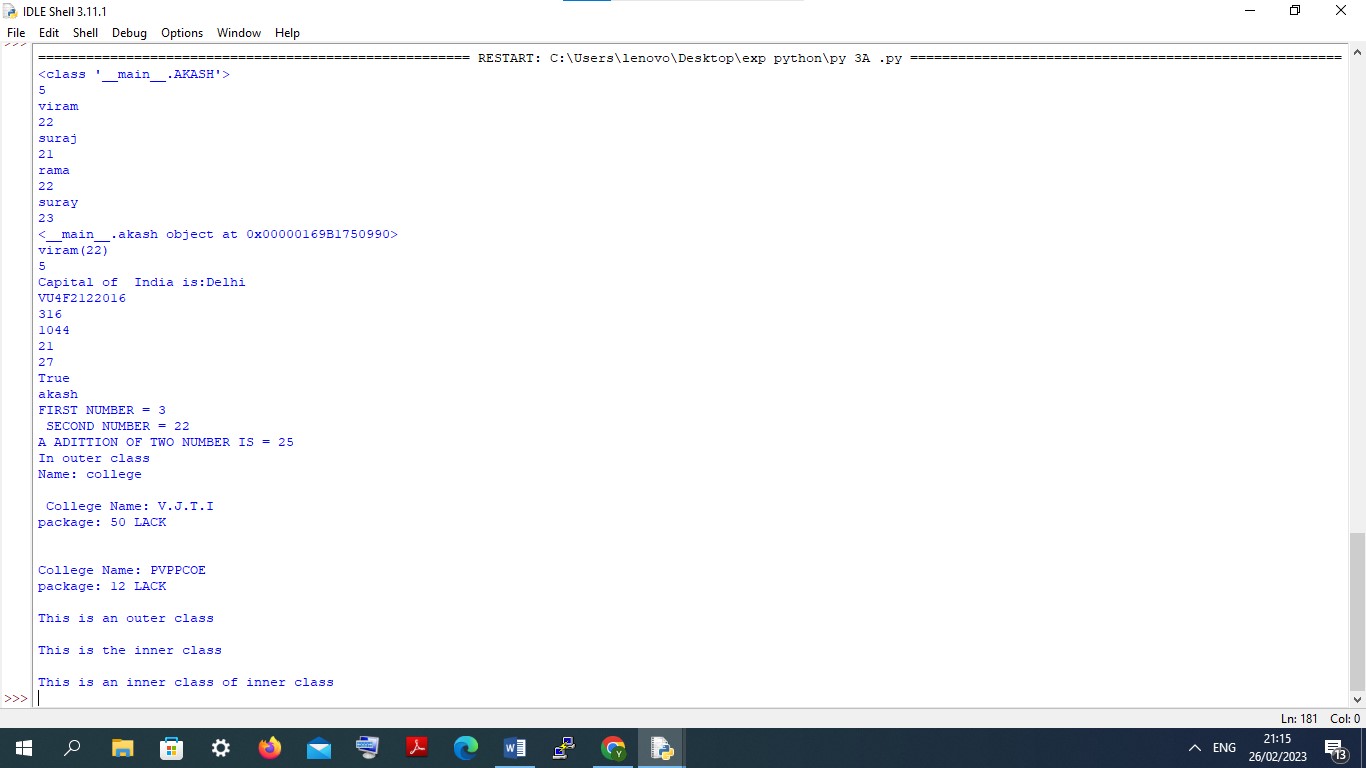 IDLE Shell 3.11.1
File Edit Shell Debug Options Window Help
>>>
====================================================== RESTART: C:\Users\lenovo\Desktop\exp python\py 3A .py ======================================================
<class '__main__.AKASH'>
5
viram
22
suraj
21
rama
22
suray
23
<__main__.akash object at 0x00000169B1750990>
viram(22)
5
Capital of  India is:Delhi
VU4F2122016
316
1044
21
27
True
akash
FIRST NUMBER = 3
 SECOND NUMBER = 22
A ADITTION OF TWO NUMBER IS = 25
In outer class
Name: college
 College Name: V.J.T.I
package: 50 LACK
College Name: PVPPCOE
package: 12 LACK
This is an outer class
This is the inner class
This is an inner class of inner class
>>>
Ln: 181 Col: 0
ENG
21:15
26/02/2023
13